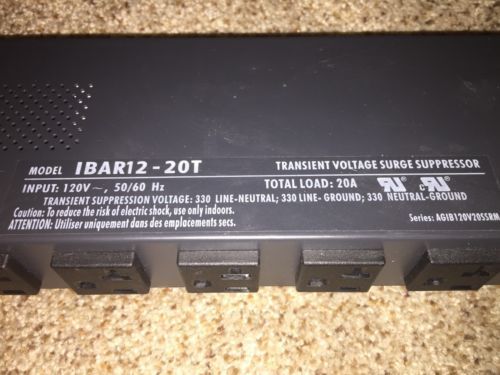 MODEL IBAR12-20T TRANSIENT VOLTAGE SURGE SUPPRESSOR
INPUT: 120V~, 50/60 Hz TOTAL LOAD: 20A
TRANSIENT SUPPRESSION VOLTAGE: 330 LINE-NEUTRAL; 330 LINE- GROUND; 330 NEUTRAL-GROUND
Caution: To reduce the risk of electric shock, use only indoors.
ATTENTION: Utiliser uniquement dans des emplacements secs.
Series: